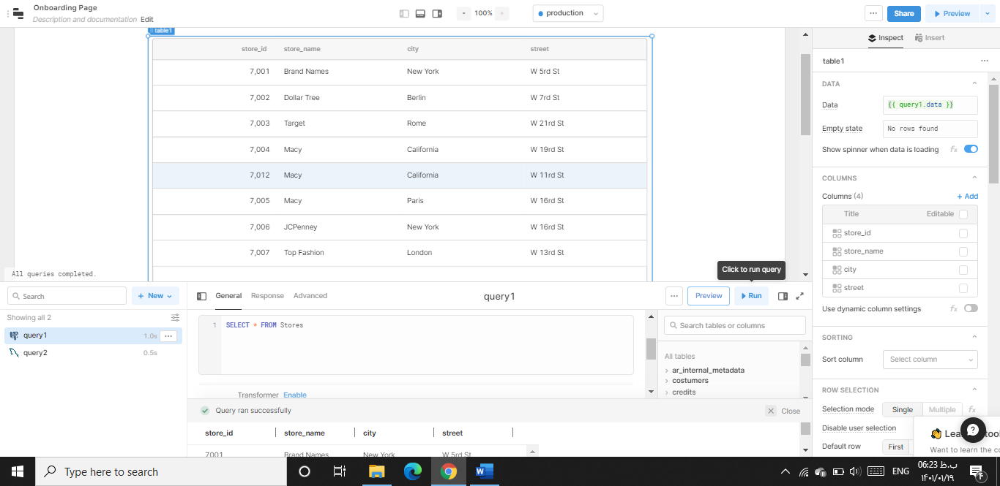 Onboarding Page
Description and documentation Edit
- 100% +
production
Share
Preview
table1
store_id store_name city street
7,001 Brand Names New York W 5rd St
7,002 Dollar Tree Berlin W 7rd St
7,003 Target Rome W 21rd St
7,004 Macy California W 19rd St
7,012 Macy California W 11rd St
7,005 Macy Paris W 16rd St
7,006 JCPenney New York W 16rd St
7,007 Top Fashion London W 13rd St
All queries completed.
Click to run query
Inspect Insert
table1
DATA
Data {{ query1.data }}
Empty state No rows found
Show spinner when data is loading fx
COLUMNS
Columns (4) + Add
Title Editable
store_id
store_name
city
street
Use dynamic column settings fx
SORTING
Sort column Select column
ROW SELECTION
Selection mode Single Multiple fx
Disable user selection
Default row First
Search
+ New
Showing all 2
query1 1.0s
query2 0.5s
General Response Advanced
query1
Preview Run
1 SELECT * FROM Stores
Transformer Enable
Search tables or columns
All tables
ar_internal_metadata
costumers
credits
Query ran successfully
Close
store_id store_name city street
7001 Brand Names New York W 5rd St
👋 Lea
tool
Want to learn the co
?
Type here to search
ENG
06:23 ب.ظ
۱۴۰۱/۰۱/۱۹